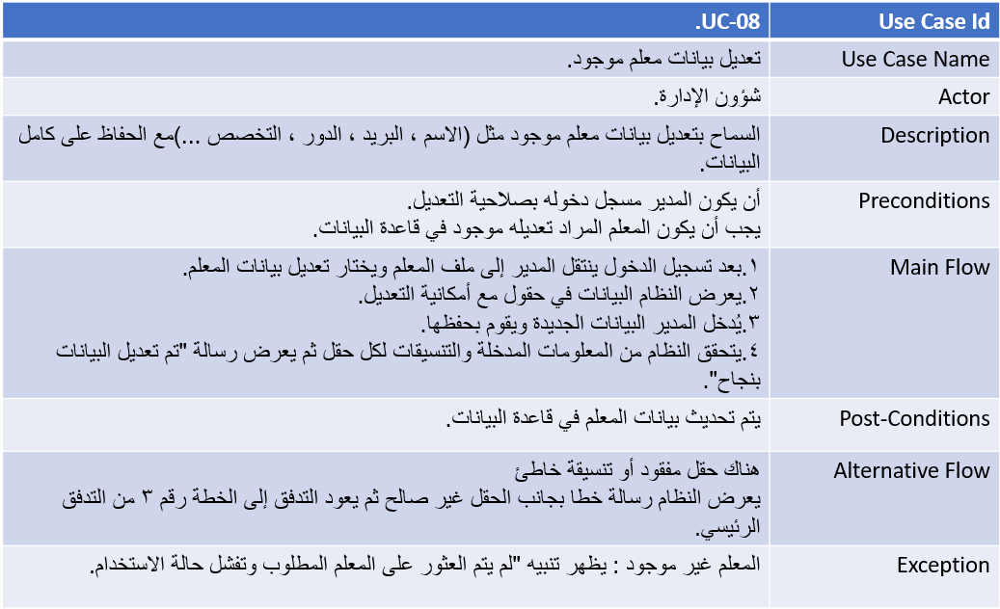 Use Case Id .UC-08
Use Case Name تعديل بيانات معلم موجود.
Actor شؤون الإدارة.
Description السماح بتعديل بيانات معلم موجود مثل (الاسم ، البريد ، الدور ، التخصص ...)مع الحفاظ على كامل
البيانات.
Preconditions أن يكون المدير مسجل دخوله بصلاحية التعديل.
يجب أن يكون المعلم المراد تعديله موجود في قاعدة البيانات.
Main Flow ١.بعد تسجيل الدخول ينتقل المدير إلى ملف المعلم ويختار تعديل بيانات المعلم.
٢.يعرض النظام البيانات في حقول مع أمكانية التعديل.
٣.يُدخل المدير البيانات الجديدة ويقوم بحفظها.
٤.يتحقق النظام من المعلومات المدخلة والتنسيقات لكل حقل ثم يعرض رسالة "تم تعديل البيانات
بنجاح".
Post-Conditions يتم تحديث بيانات المعلم في قاعدة البيانات.
Alternative Flow هناك حقل مفقود أو تنسيقة خاطئ
يعرض النظام رسالة خطا بجانب الحقل غير صالح ثم يعود التدفق إلى الخطة رقم ٣ من التدفق
الرئيسي.
Exception المعلم غير موجود : يظهر تنبيه "لم يتم العثور على المعلم المطلوب وتفشل حالة الاستخدام.